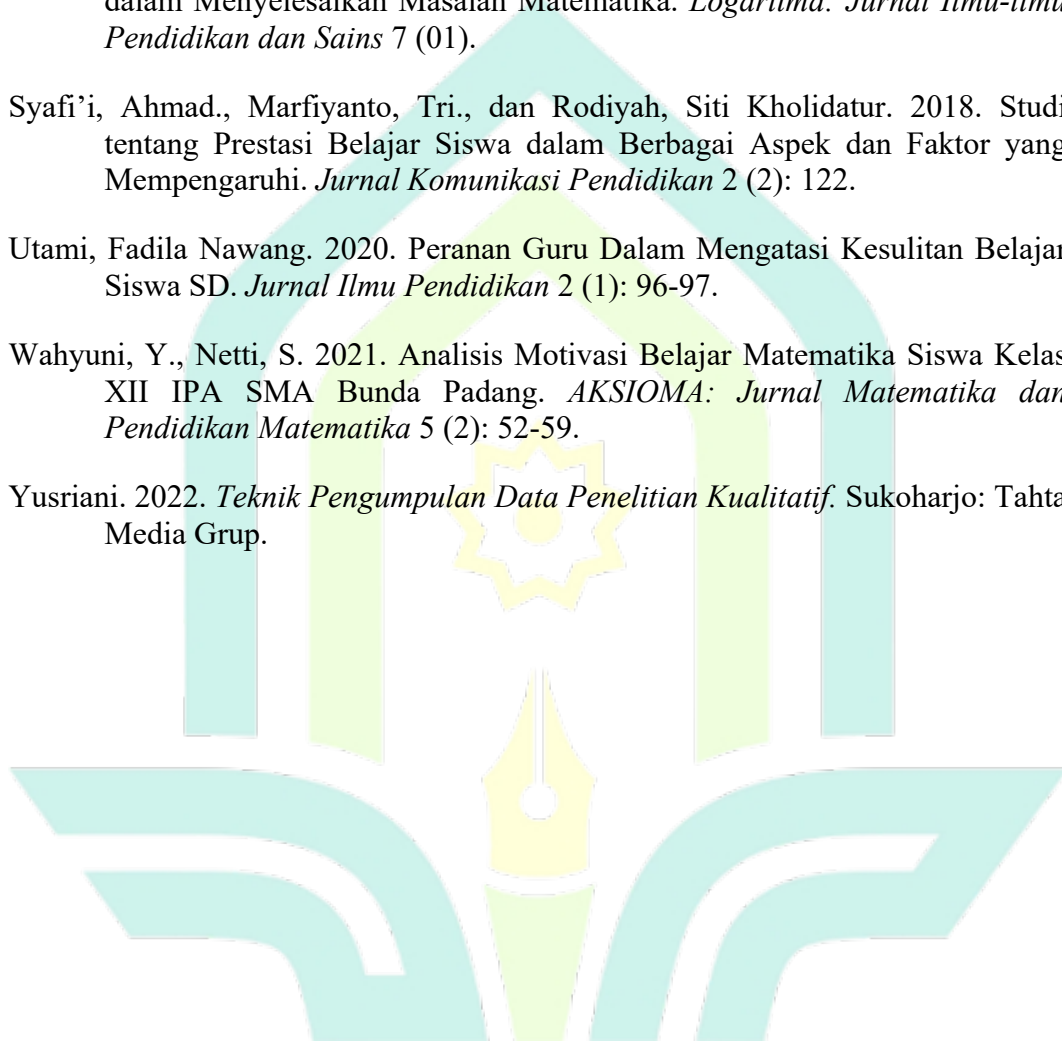 dalam Menyelesaikan Masalah Matematika. Logaritma: Jurnal Ilmu-ilmu
Pendidikan dan Sains 7 (01).
Syafi’i, Ahmad., Marfiyanto, Tri., dan Rodiyah, Siti Kholidatur. 2018. Studi
tentang Prestasi Belajar Siswa dalam Berbagai Aspek dan Faktor yang
Mempengaruhi. Jurnal Komunikasi Pendidikan 2 (2): 122.
Utami, Fadila Nawang. 2020. Peranan Guru Dalam Mengatasi Kesulitan Belajar
Siswa SD. Jurnal Ilmu Pendidikan 2 (1): 96-97.
Wahyuni, Y., Netti, S. 2021. Analisis Motivasi Belajar Matematika Siswa Kelas
XII IPA SMA Bunda Padang. AKSIOMA: Jurnal Matematika dan
Pendidikan Matematika 5 (2): 52-59.
Yusriani. 2022. Teknik Pengumpulan Data Penelitian Kualitatif. Sukoharjo: Tahta
Media Grup.